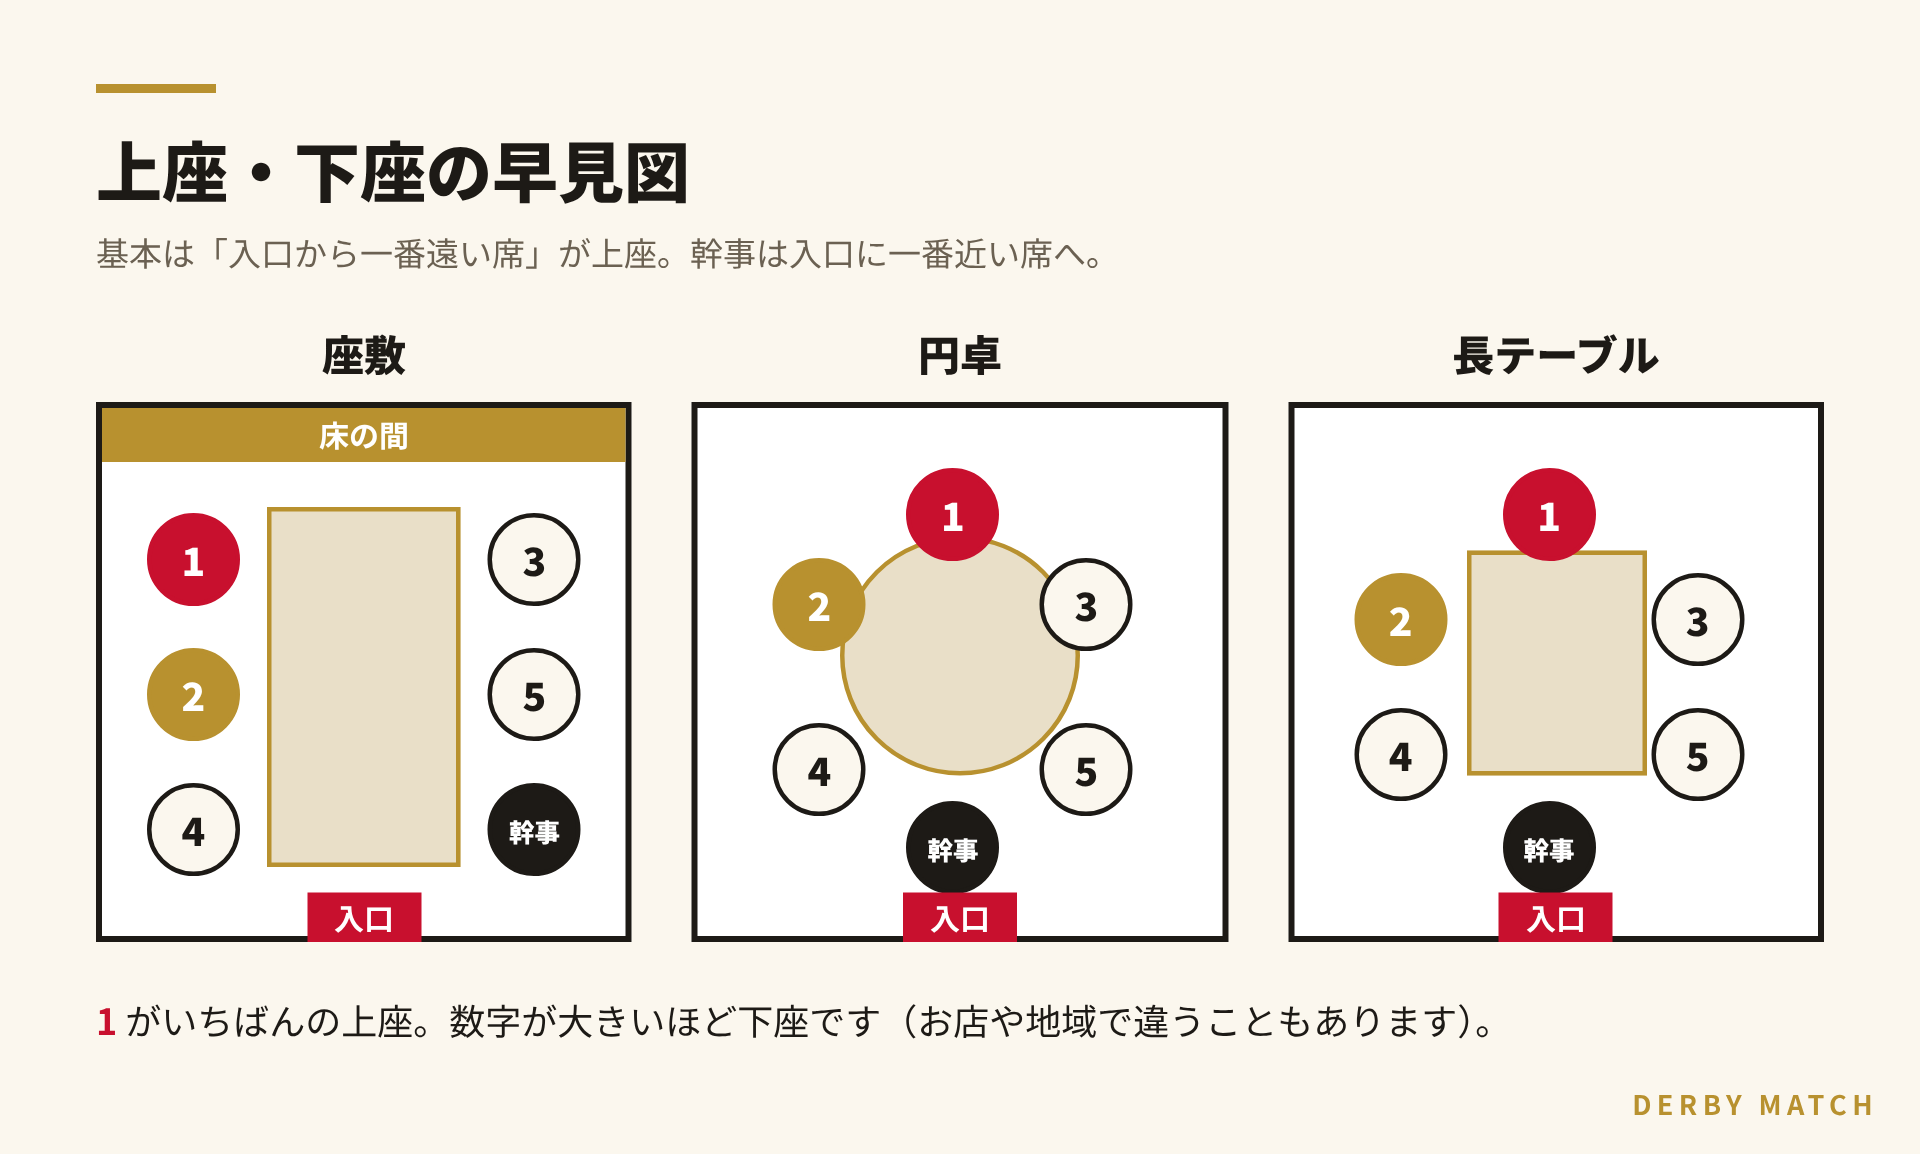 上座・下座の早見図
基本は「入口から一番遠い席」が上座。幹事は入口に一番近い席へ。
座敷
床の間
1
3
2
5
4
幹事
入口
円卓
1
2
3
4
5
幹事
入口
長テーブル
1
2
3
4
5
幹事
入口
1 がいちばんの上座。数字が大きいほど下座です（お店や地域で違うこともあります）。
DERBY MATCH